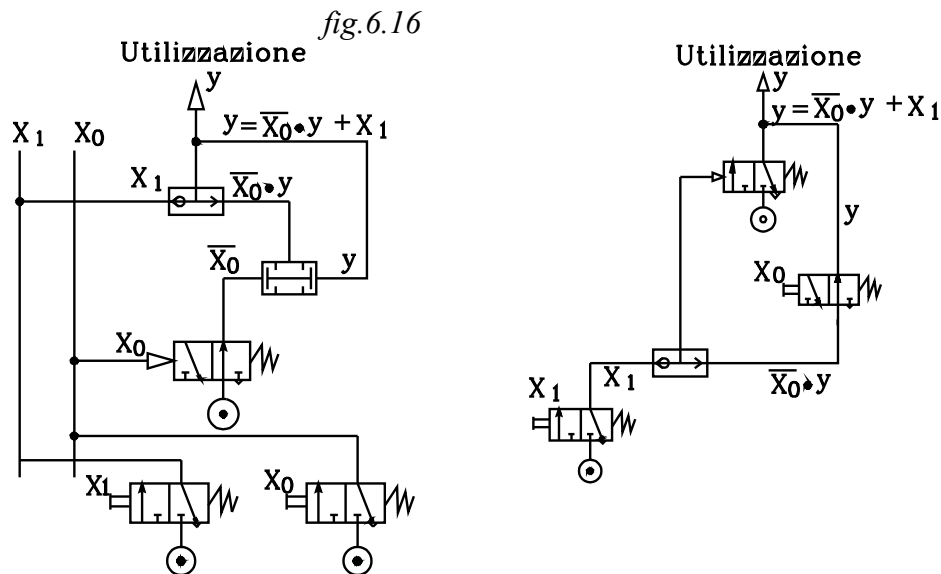 fig.6.16
Utilizzazione
y
y = X̅0̅•y + X1
X1 X0
X1
X̅0̅•y
X̅0̅
y
X0
X1
X0
Utilizzazione
y
y = X̅0̅•y + X1
y
X0
X1
X̅0̅•y
X1